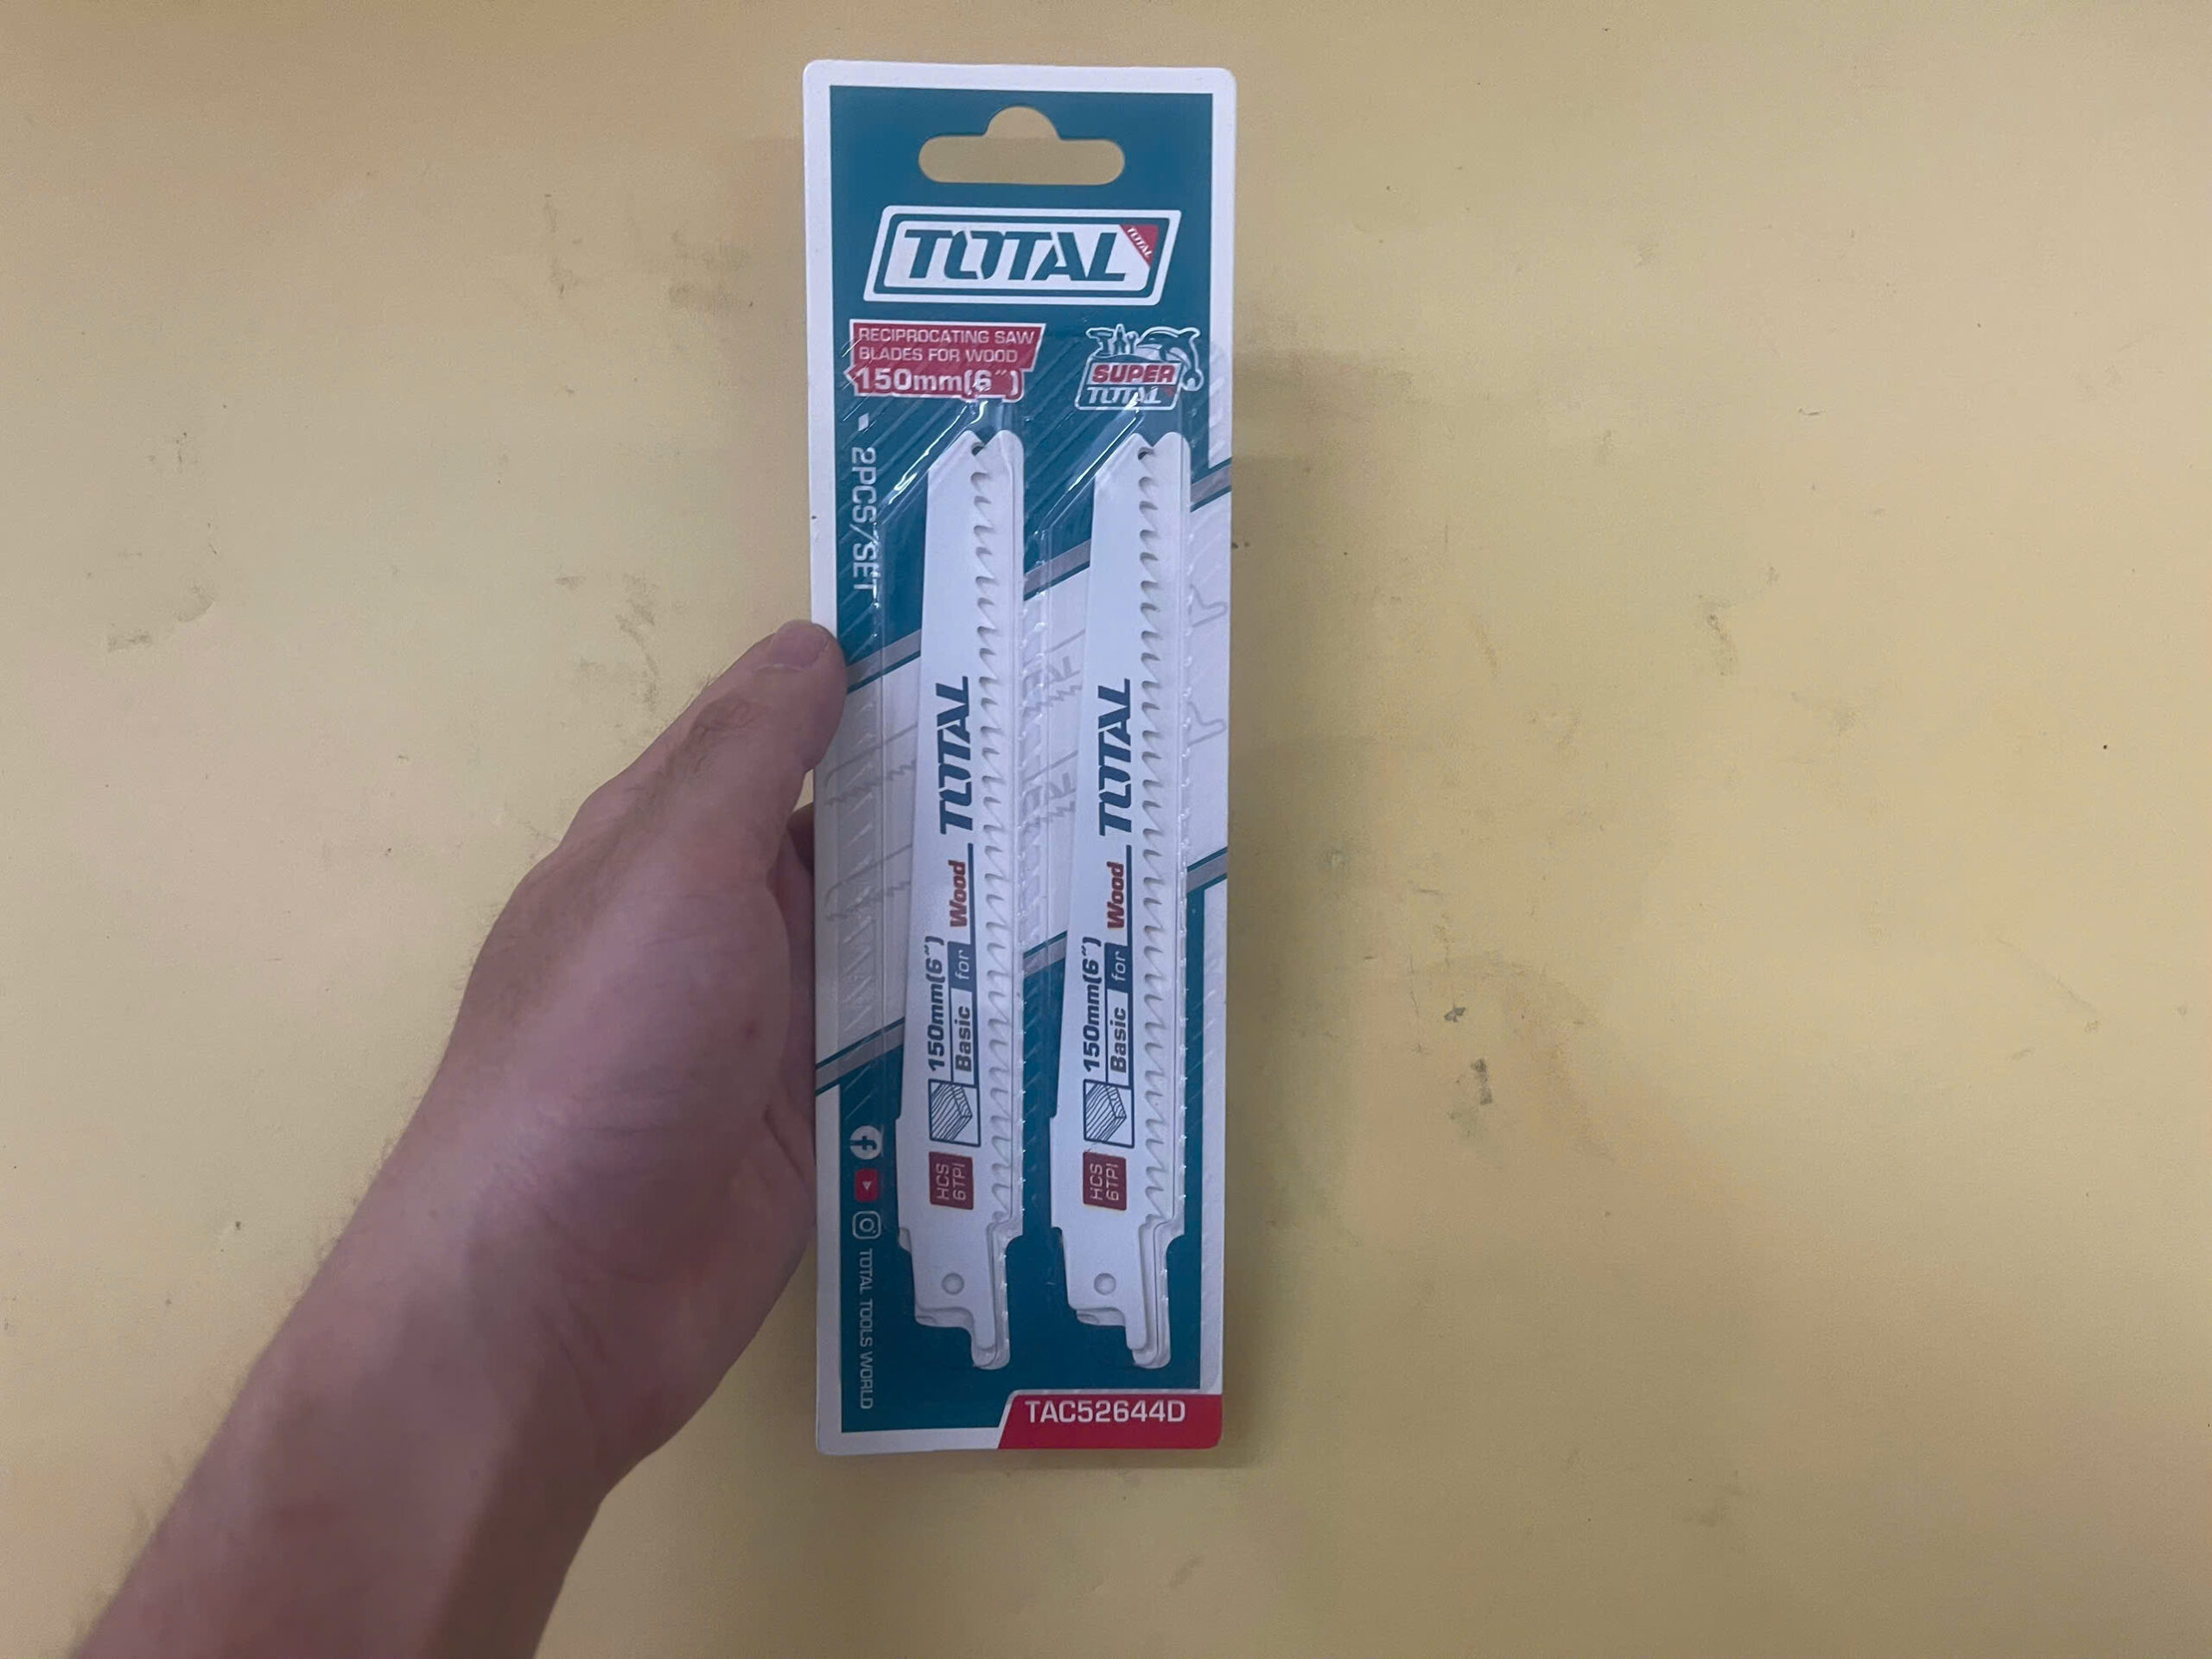 TOTAL
TOTAL
RECIPROCATING SAW
BLADES FOR WOOD
150mm(6″)
SUPER
TOTAL
2PCS/SET
TOTAL
150mm(6″)
Basic for Wood
HCS
6TPI
TOTAL
150mm(6″)
Basic for Wood
HCS
6TPI
TOTAL TOOLS WORLD
TAC52644D